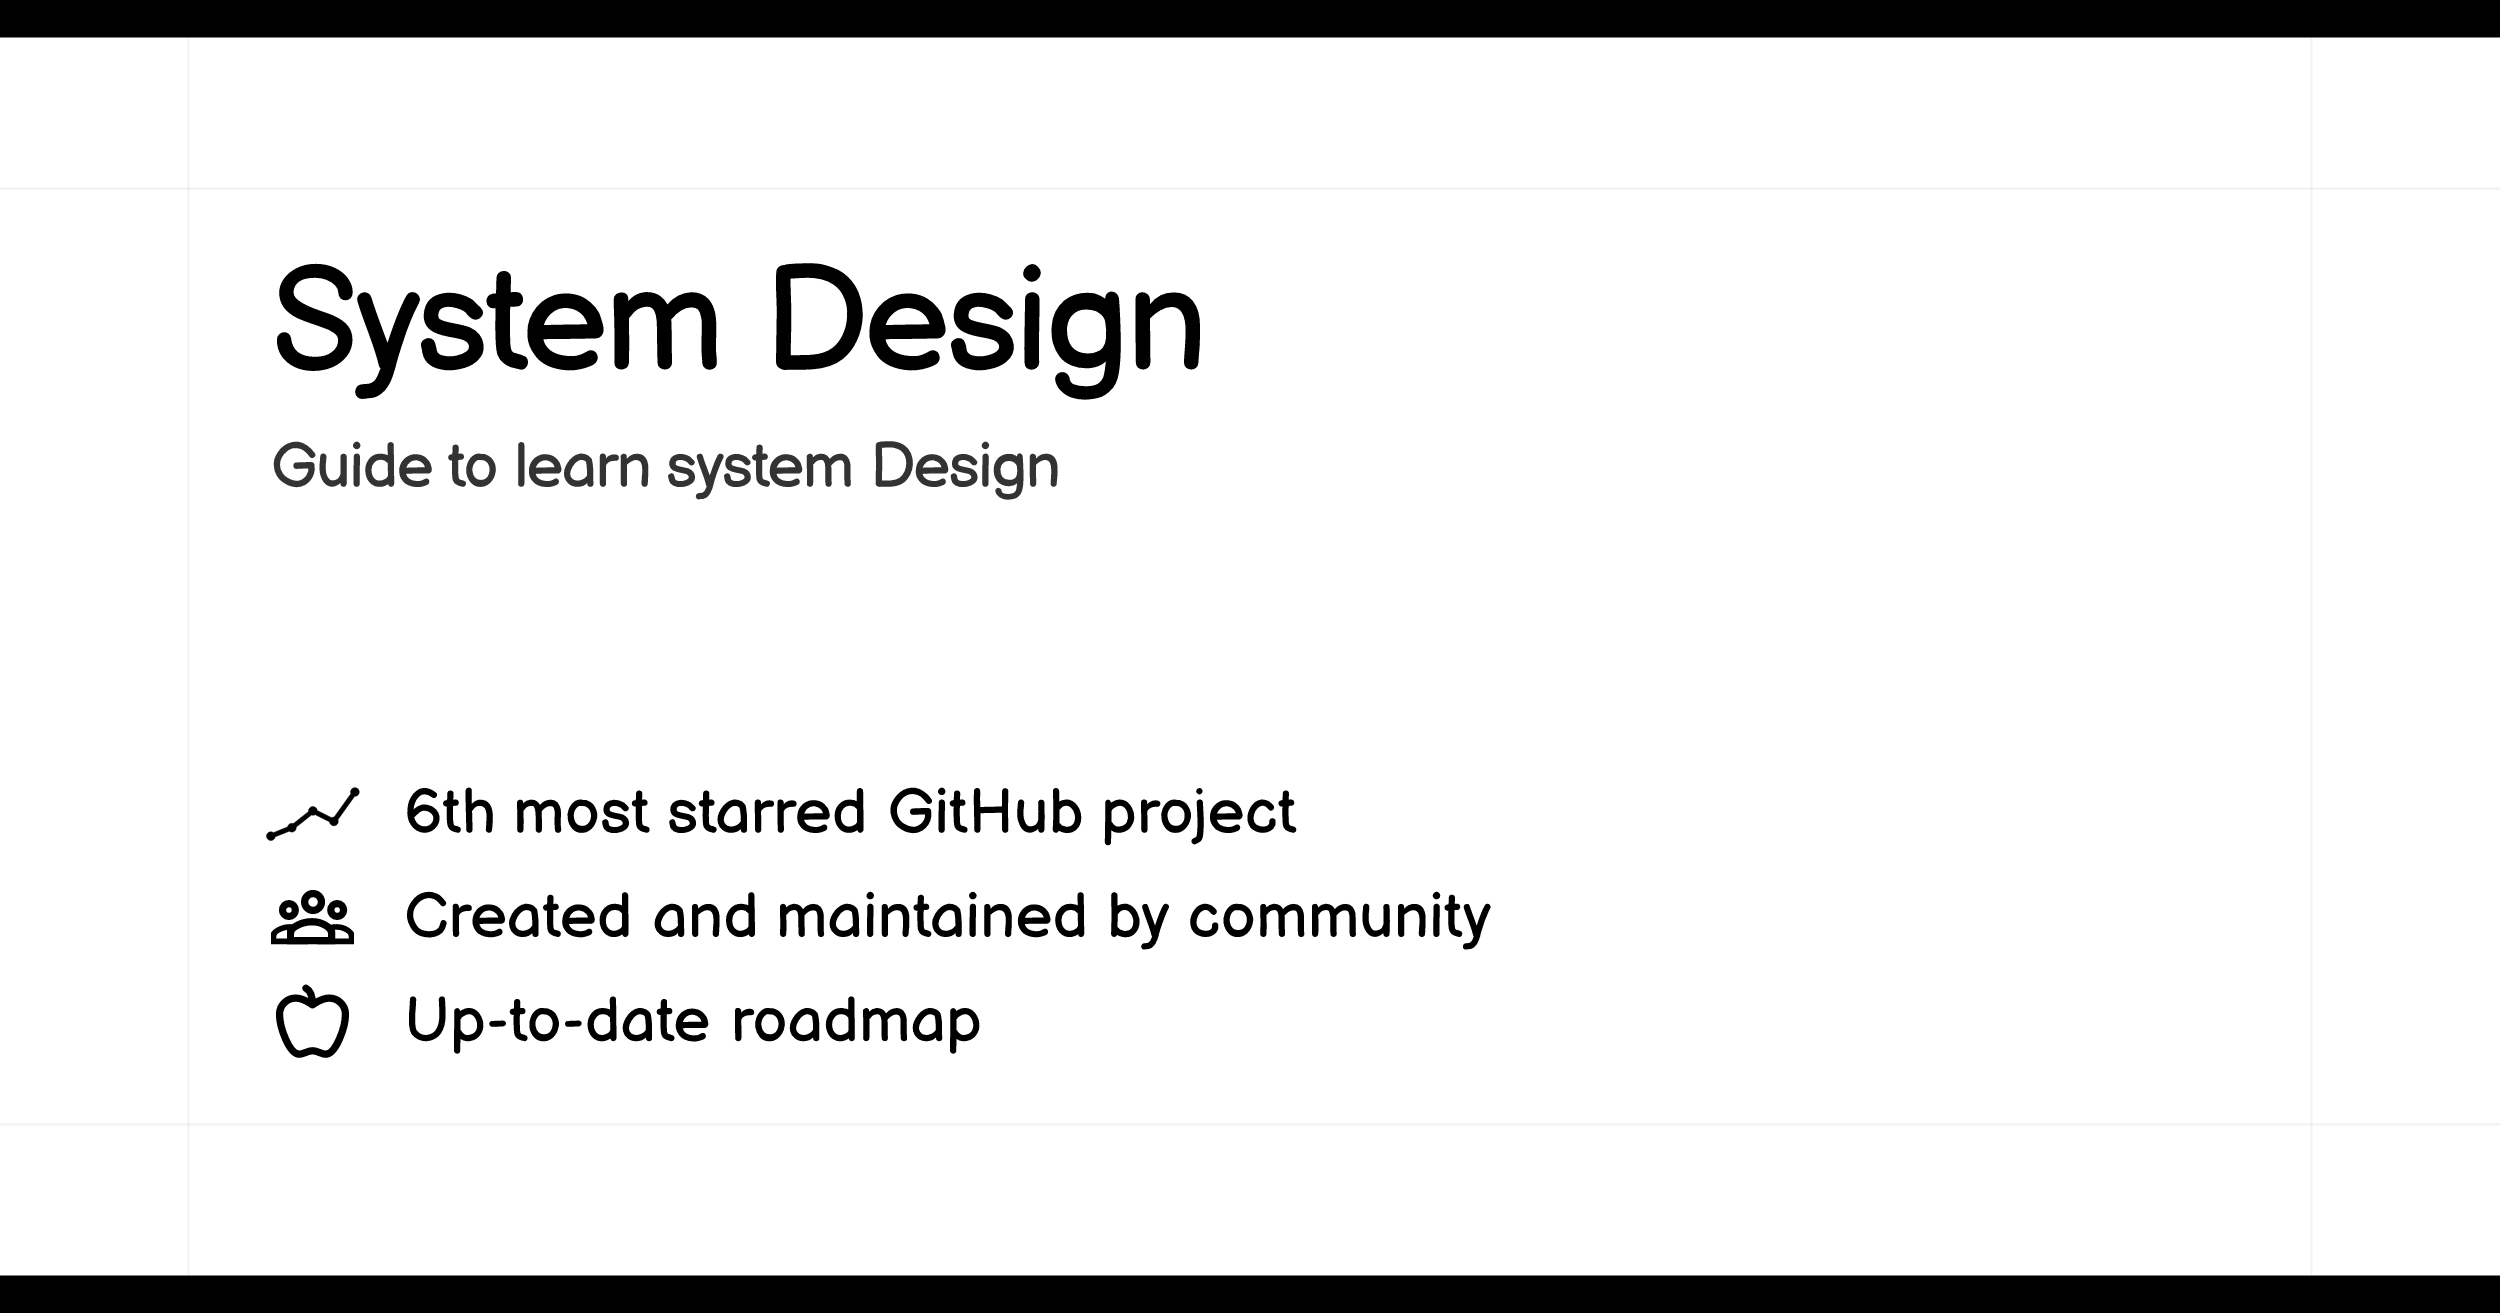 System Design
Guide to learn system Design
6th most starred GitHub project
Created and maintained by community
Up-to-date roadmap